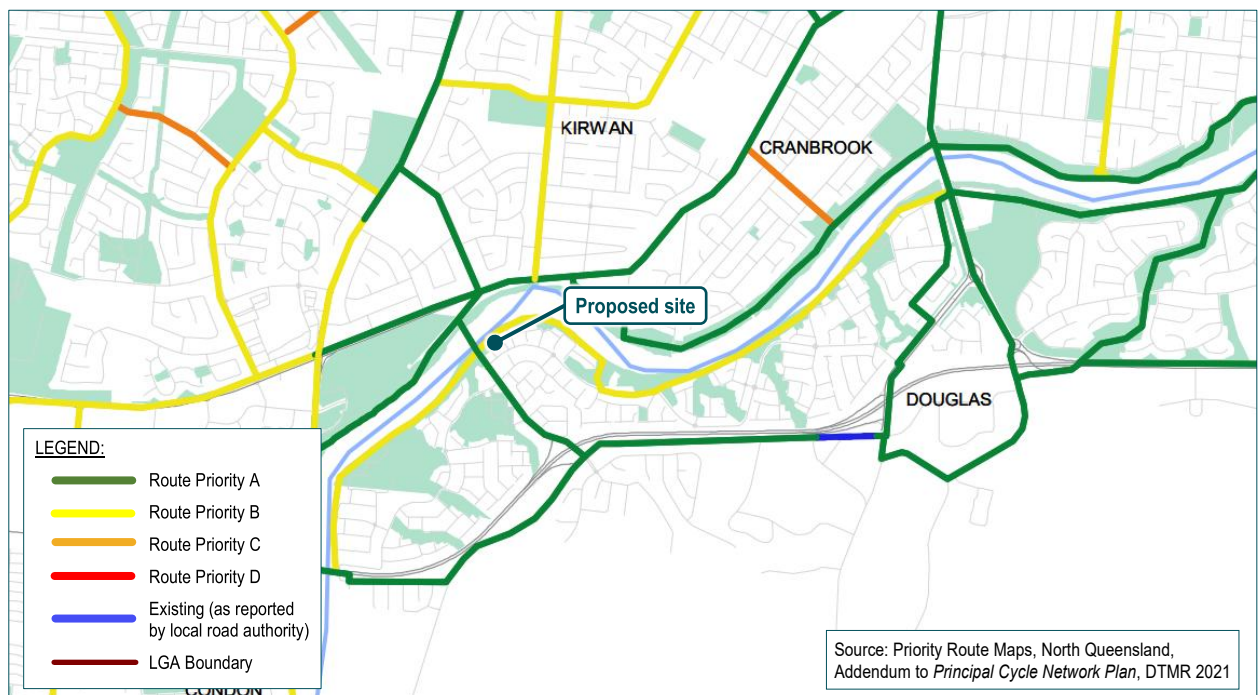 KIRWAN
CRANBROOK
Proposed site
DOUGLAS
LEGEND:
Route Priority A
Route Priority B
Route Priority C
Route Priority D
Existing (as reported
by local road authority)
LGA Boundary
CONDON
Source: Priority Route Maps, North Queensland,
Addendum to Principal Cycle Network Plan, DTMR 2021